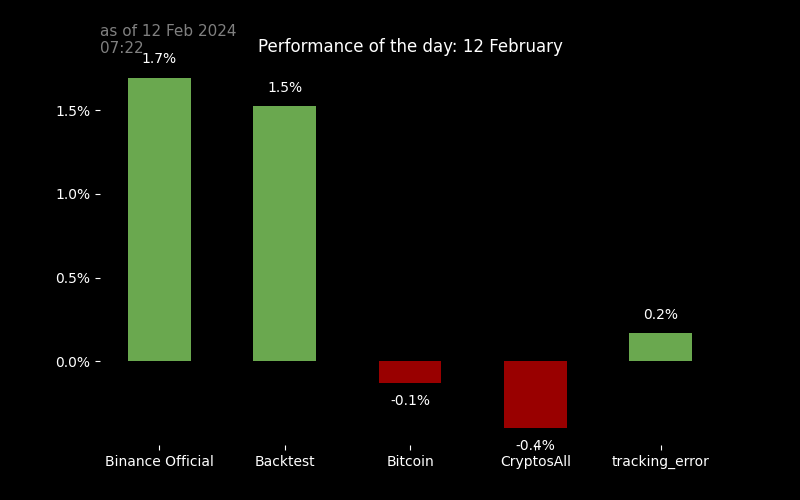 as of 12 Feb 2024
07:22
Performance of the day: 12 February
1.7%
1.5%
1.5%
1.0%
0.5%
0.2%
0.0%
-0.1%
-0.4%
Binance Official
Backtest
Bitcoin
CryptosAll
tracking_error